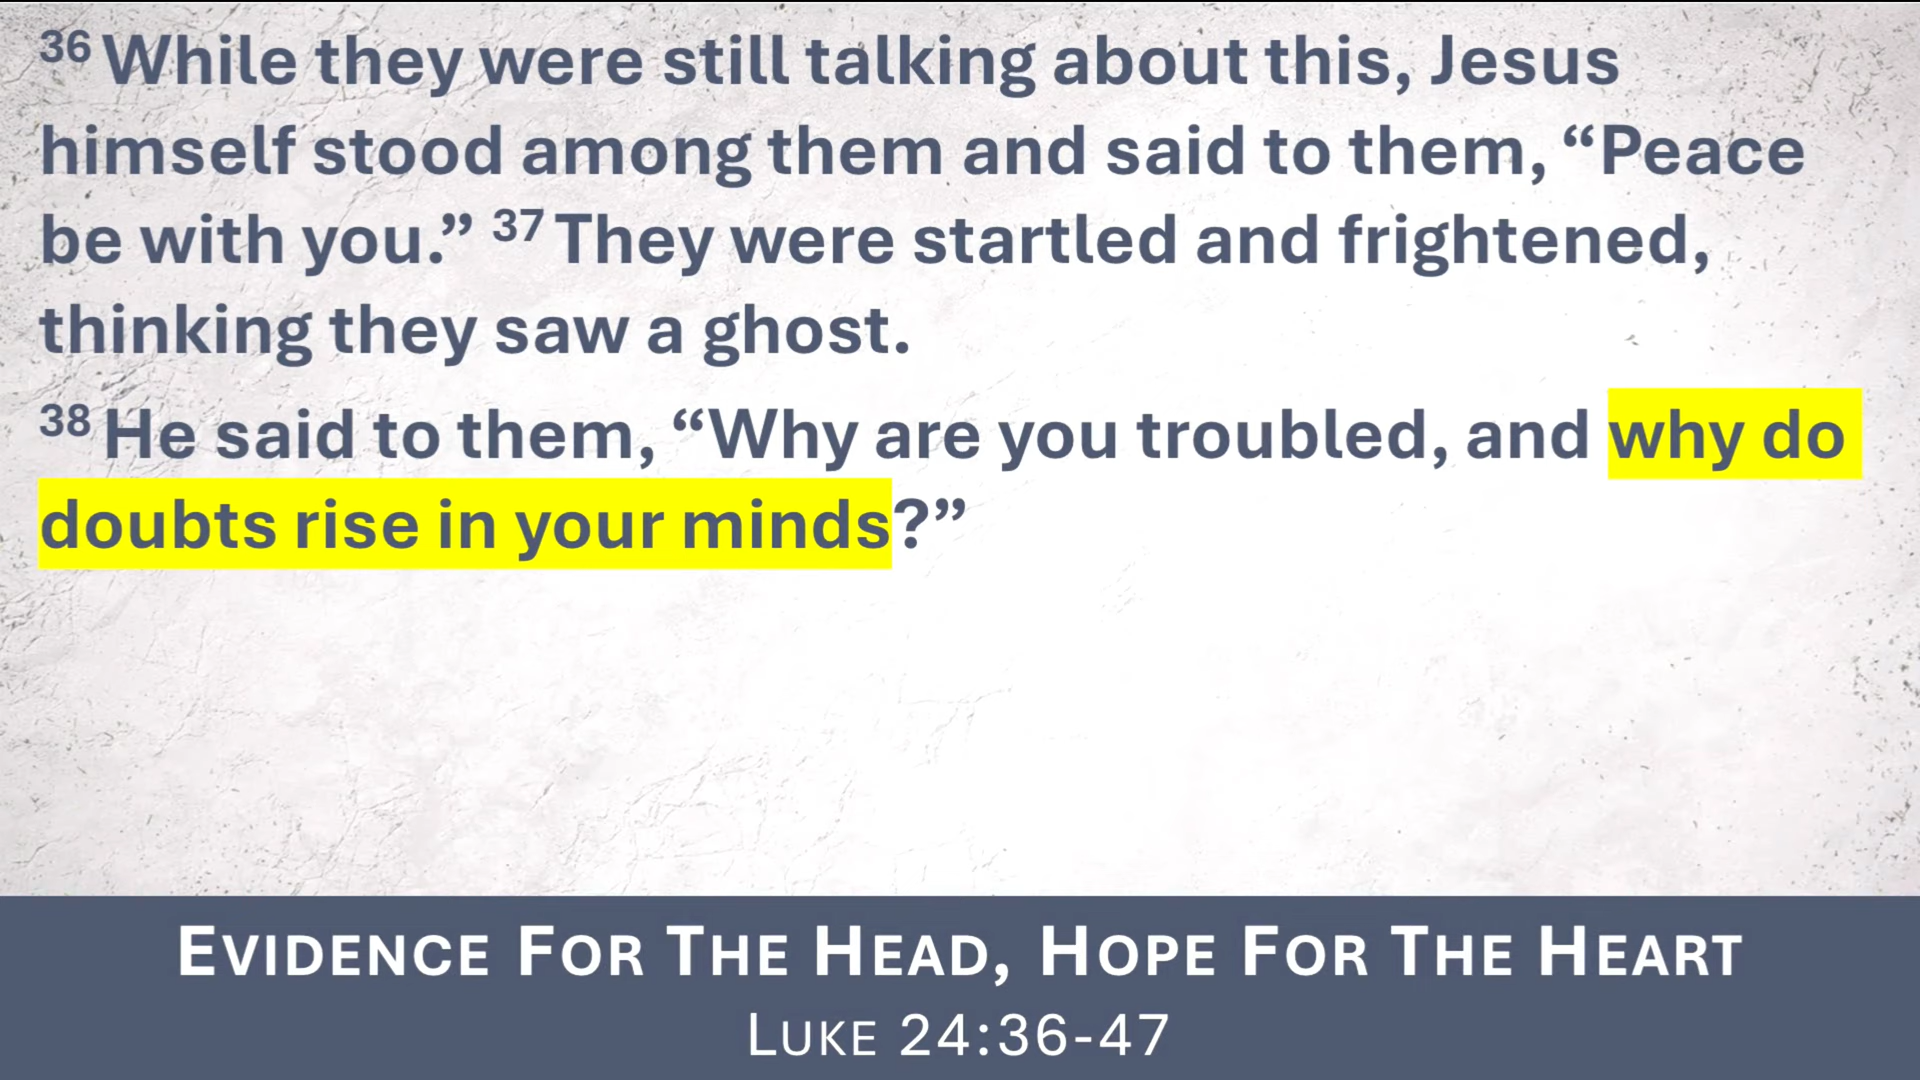 36 While they were still talking about this, Jesus
himself stood among them and said to them, “Peace
be with you.” 37 They were startled and frightened,
thinking they saw a ghost.
38 He said to them, “Why are you troubled, and why do
doubts rise in your minds?”
Evidence For The Head, Hope For The Heart
Luke 24:36-47